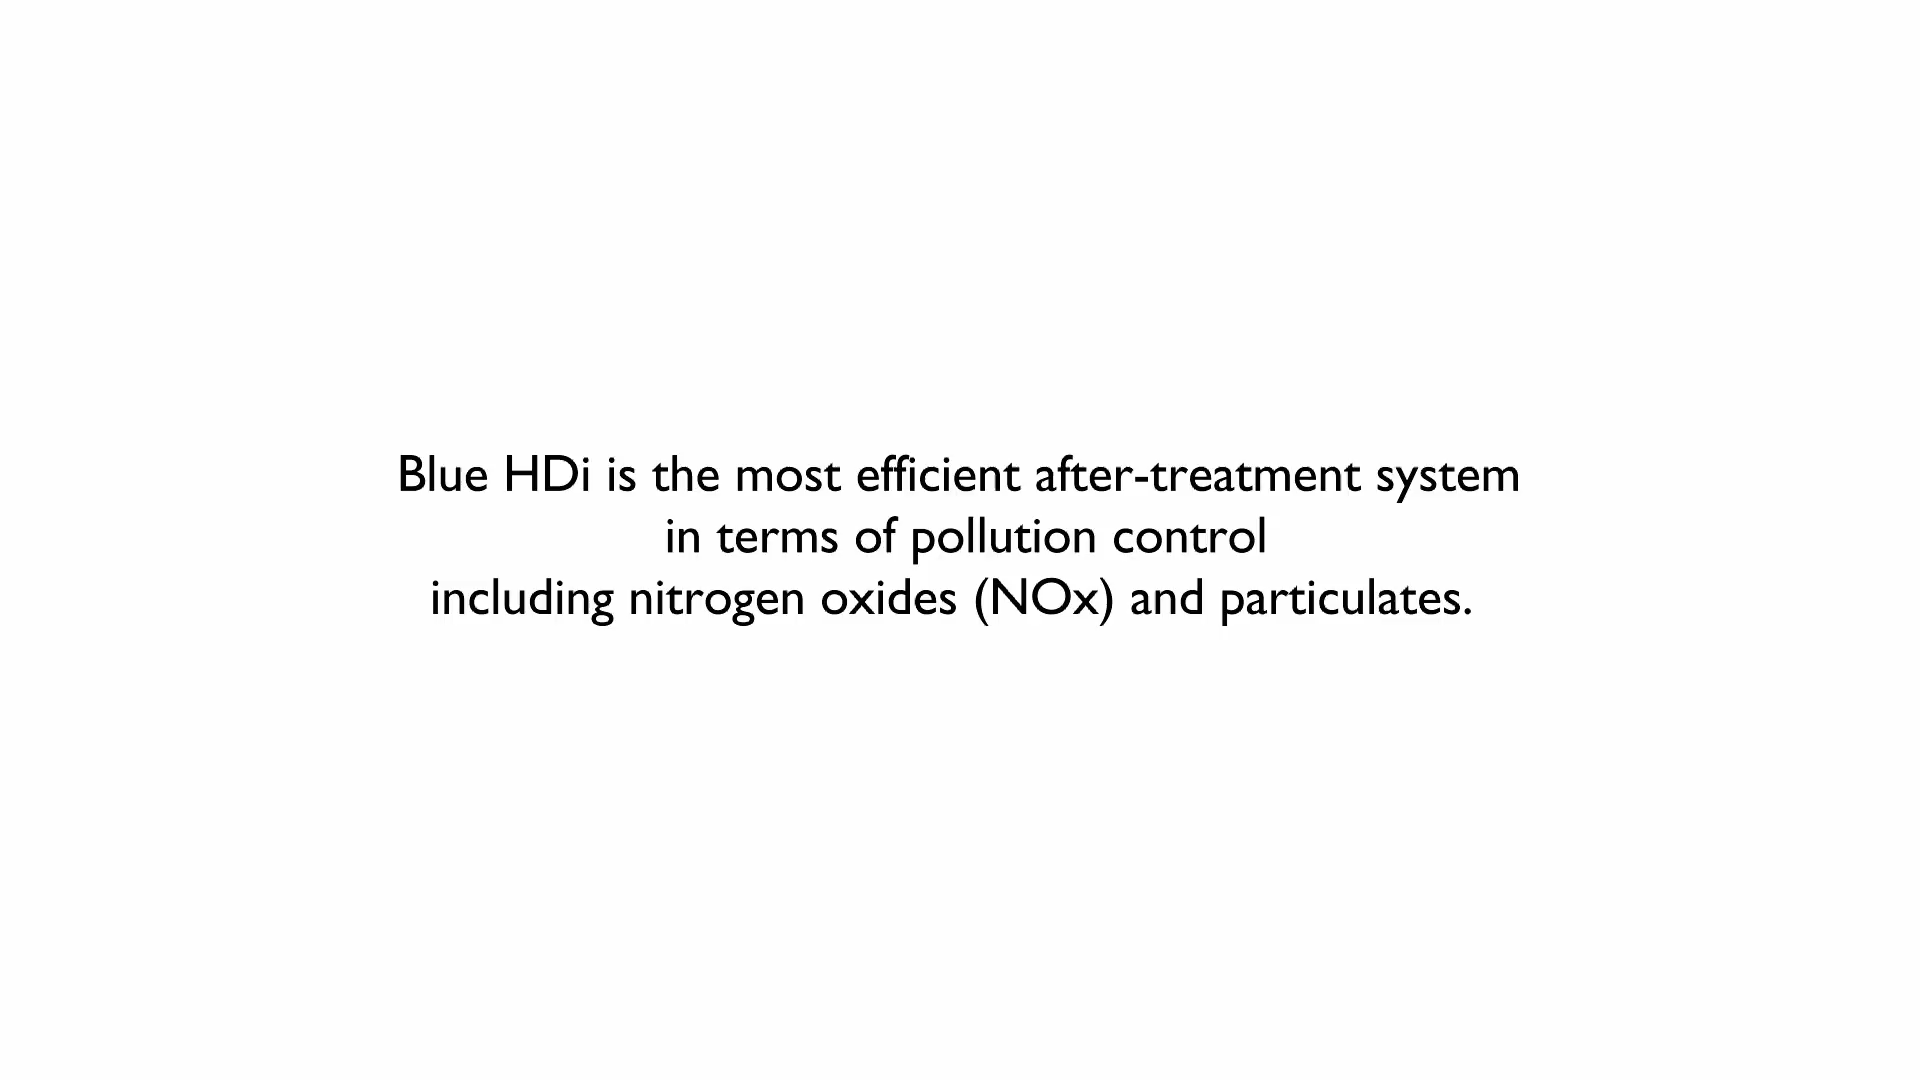 Blue HDi is the most efficient after-treatment system
in terms of pollution control
including nitrogen oxides (NOx) and particulates.